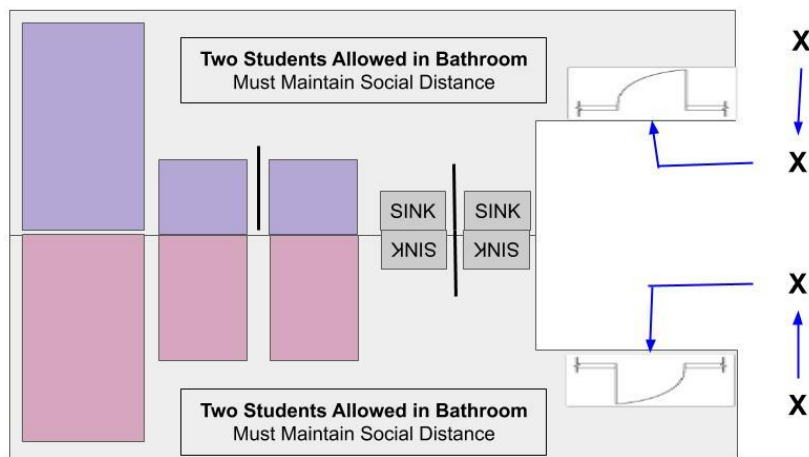 Two Students Allowed in Bathroom
Must Maintain Social Distance
X
X
SINK SINK
SINK SINK
X
X
Two Students Allowed in Bathroom
Must Maintain Social Distance